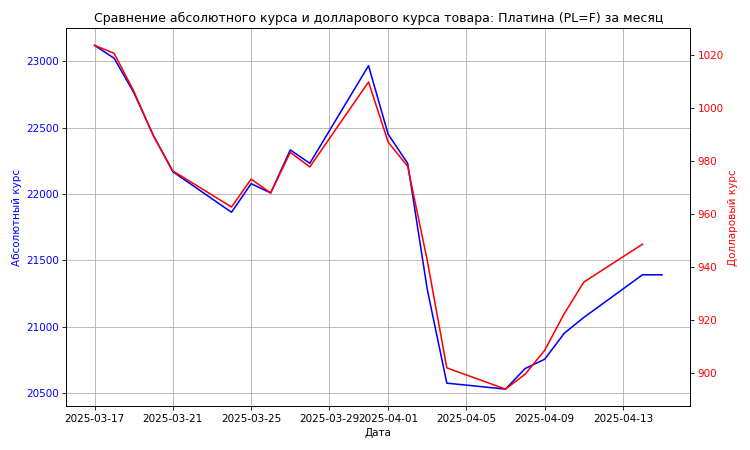 Сравнение абсолютного курса и долларового курса товара: Платина (PL=F) за месяц
Абсолютный курс
23000
22500
22000
21500
21000
20500
1020
1000
980
960
940
920
900
Долларовый курс
2025-03-17 2025-03-21 2025-03-25 2025-03-29 2025-04-01 2025-04-05 2025-04-09 2025-04-13
Дата